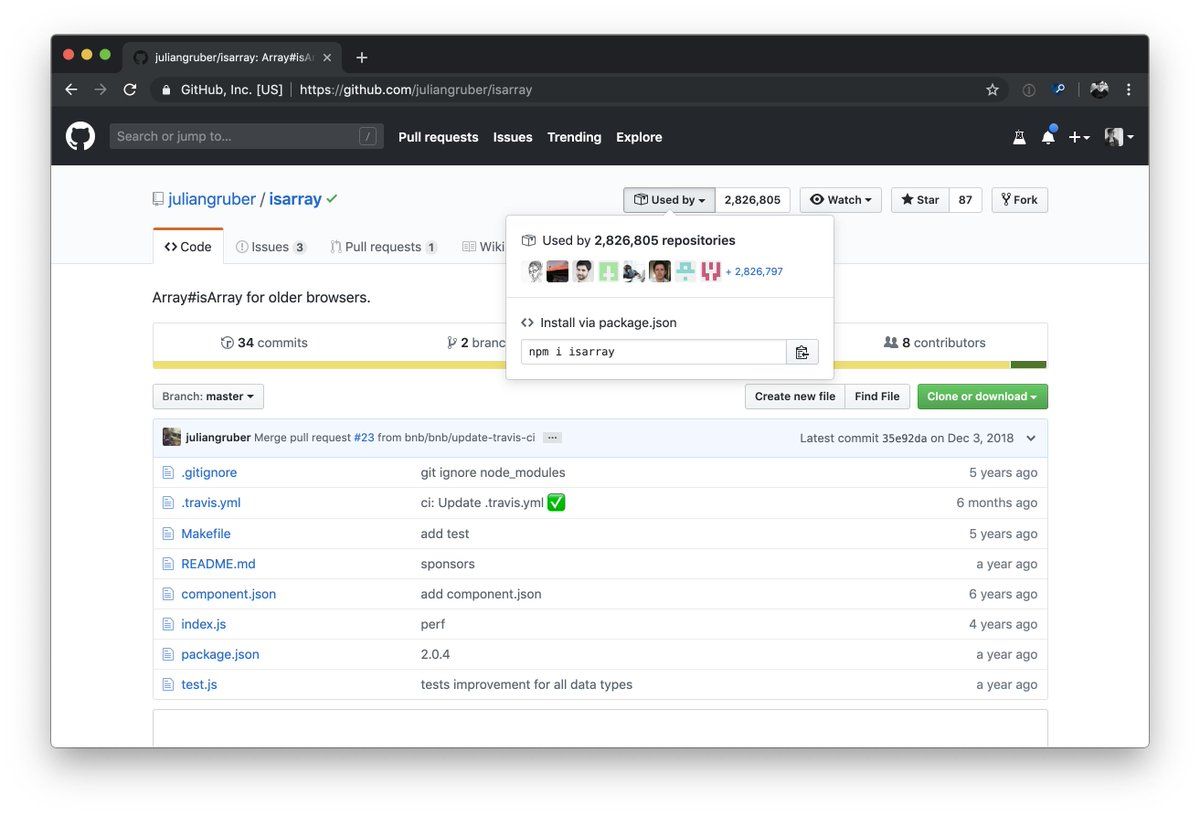 juliangruber/isarray: Array#isAr
GitHub, Inc. [US] | https://github.com/juliangruber/isarray
Search or jump to... / Pull requests Issues Trending Explore
juliangruber / isarray Used by 2,826,805 Watch Star 87 Fork
Code Issues 3 Pull requests 1 Wiki
Used by 2,826,805 repositories
+ 2,826,797
Install via package.json
npm i isarray
Array#isArray for older browsers.
34 commits 2 branc 8 contributors
Branch: master Create new file Find File Clone or download
juliangruber Merge pull request #23 from bnb/bnb/update-travis-ci ... Latest commit 35e92da on Dec 3, 2018
.gitignore git ignore node_modules 5 years ago
.travis.yml ci: Update .travis.yml ✅ 6 months ago
Makefile add test 5 years ago
README.md sponsors a year ago
component.json add component.json 6 years ago
index.js perf 4 years ago
package.json 2.0.4 a year ago
test.js tests improvement for all data types a year ago